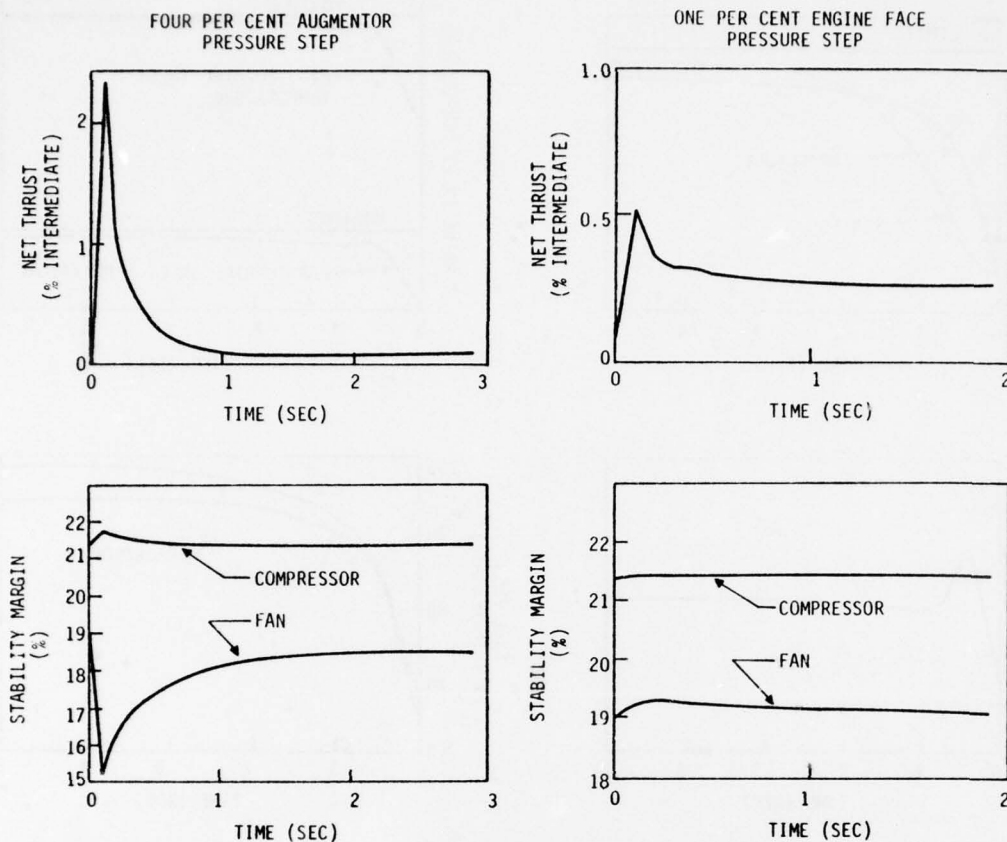 FOUR PER CENT AUGMENTOR
PRESSURE STEP
NET THRUST
(% INTERMEDIATE)
2
1
0
0 1 2 3
TIME (SEC)
ONE PER CENT ENGINE FACE
PRESSURE STEP
NET THRUST
(% INTERMEDIATE)
1.0
0.5
0
0 1 2
TIME (SEC)
STABILITY MARGIN
(%)
22
21
20
19
18
17
16
15
COMPRESSOR
FAN
0 1 2 3
TIME (SEC)
STABILITY MARGIN
(%)
22
21
20
19
18
COMPRESSOR
FAN
0 1 2
TIME (SEC)